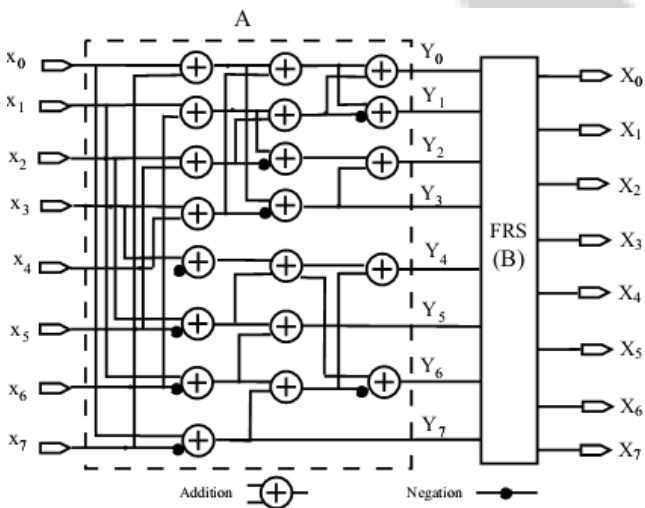 A
x0
x1
x2
x3
x4
x5
x6
x7
Y0
Y1
Y2
Y3
Y4
Y5
Y6
Y7
FRS
(B)
X0
X1
X2
X3
X4
X5
X6
X7
Addition
Negation